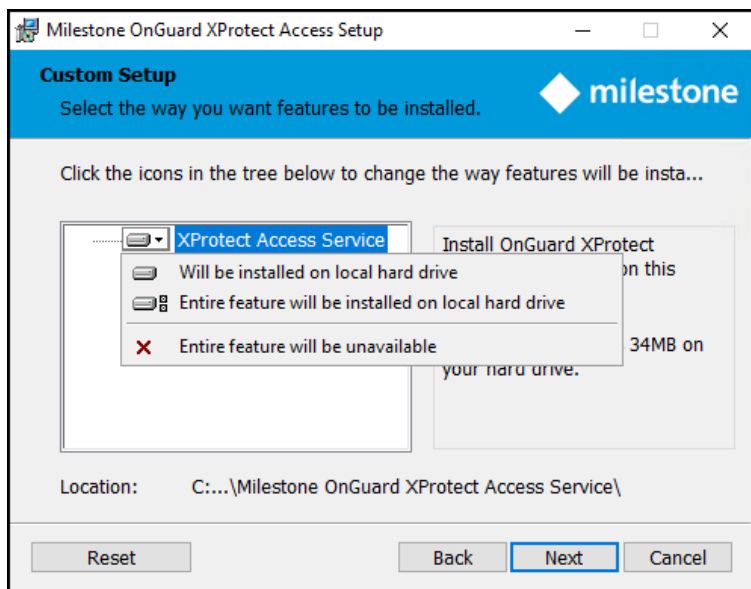 Milestone OnGuard XProtect Access Setup
Custom Setup
Select the way you want features to be installed.
milestone
Click the icons in the tree below to change the way features will be insta...
XProtect Access Service
Install OnGuard XProtect
on this
Will be installed on local hard drive
Entire feature will be installed on local hard drive
Entire feature will be unavailable
34MB on
your hard drive.
Location: C:...\Milestone OnGuard XProtect Access Service\
Reset Back Next Cancel